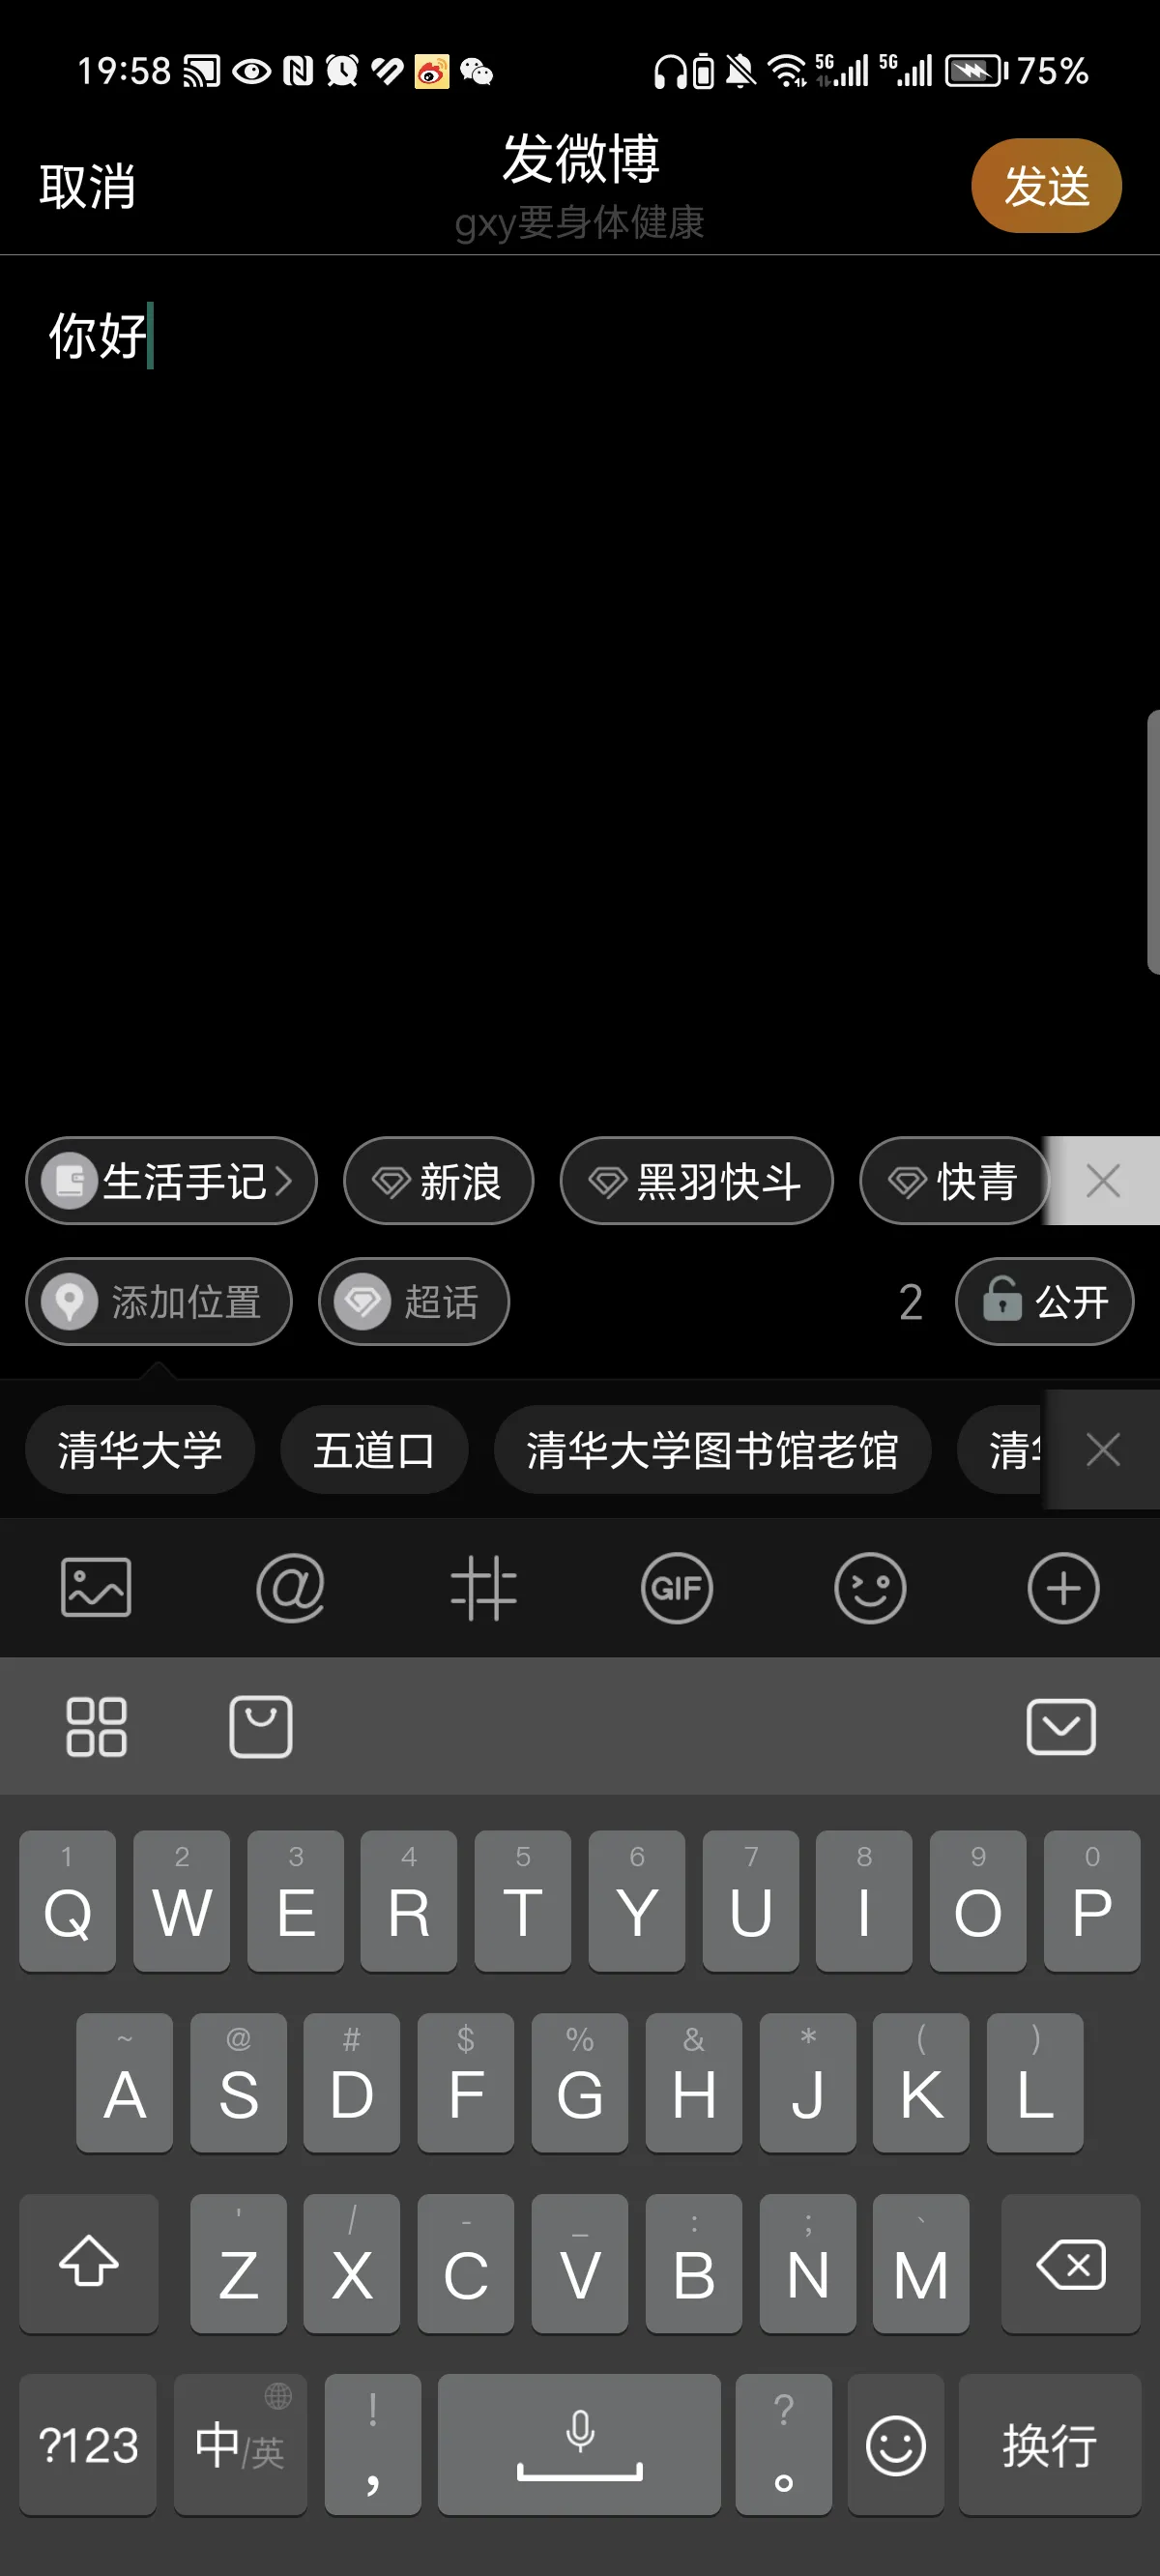 19:58 5G 5G 75%
取消 发微博 发送
gxy要身体健康
你好
生活手记 新浪 黑羽快斗 快青
添加位置 超话 2 公开
清华大学 五道口 清华大学图书馆老馆 清
@ GIF
1 2 3 4 5 6 7 8 9 0
Q W E R T Y U I O P
~ @ # $ % & * ( )
A S D F G H J K L
' / - _ : ; `
Z X C V B N M
! ?
?123 中/英 , 。 换行